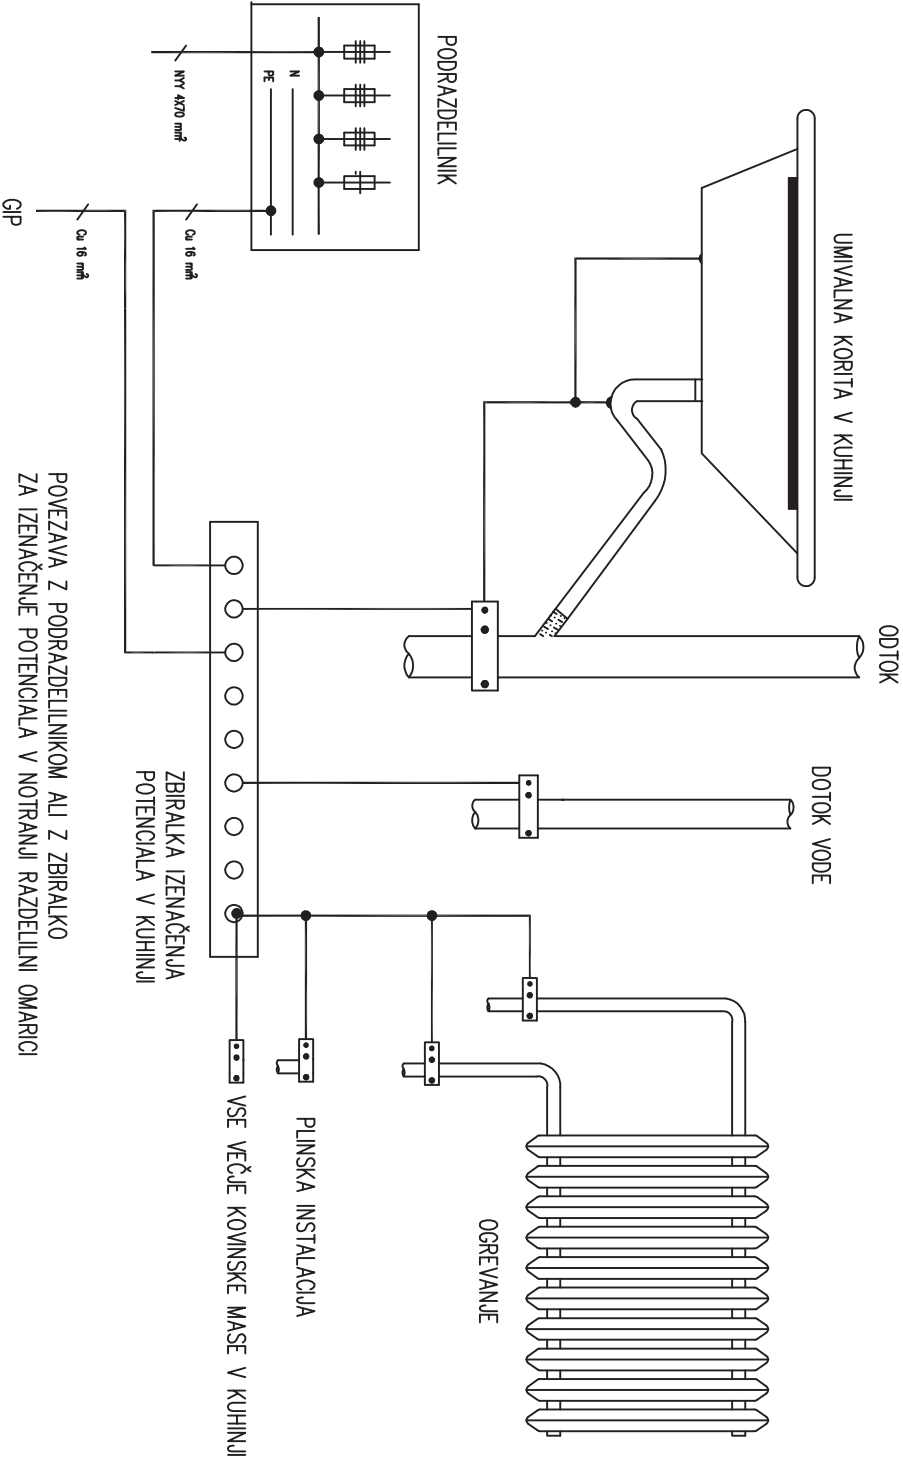 UMIVALNA KORITA V KUHINJI
ODTOK
DOTOK VODE
PODRAZDELILNIK
N
PE
NYY 4X70 mm²
Cu 16 mm²
Cu 16 mm²
GIP
OGREVANJE
PLINSKA INSTALACIJA
VSE VEČJE KOVINSKE MASE V KUHINJI
ZBIRALKA IZENAČENJA
POTENCIALA V KUHINJI
POVEZAVA Z PODRAZDELILNIKOM ALI Z ZBIRALKO
ZA IZENAČENJE POTENCIALA V NOTRANJI RAZDELILNI OMARICI